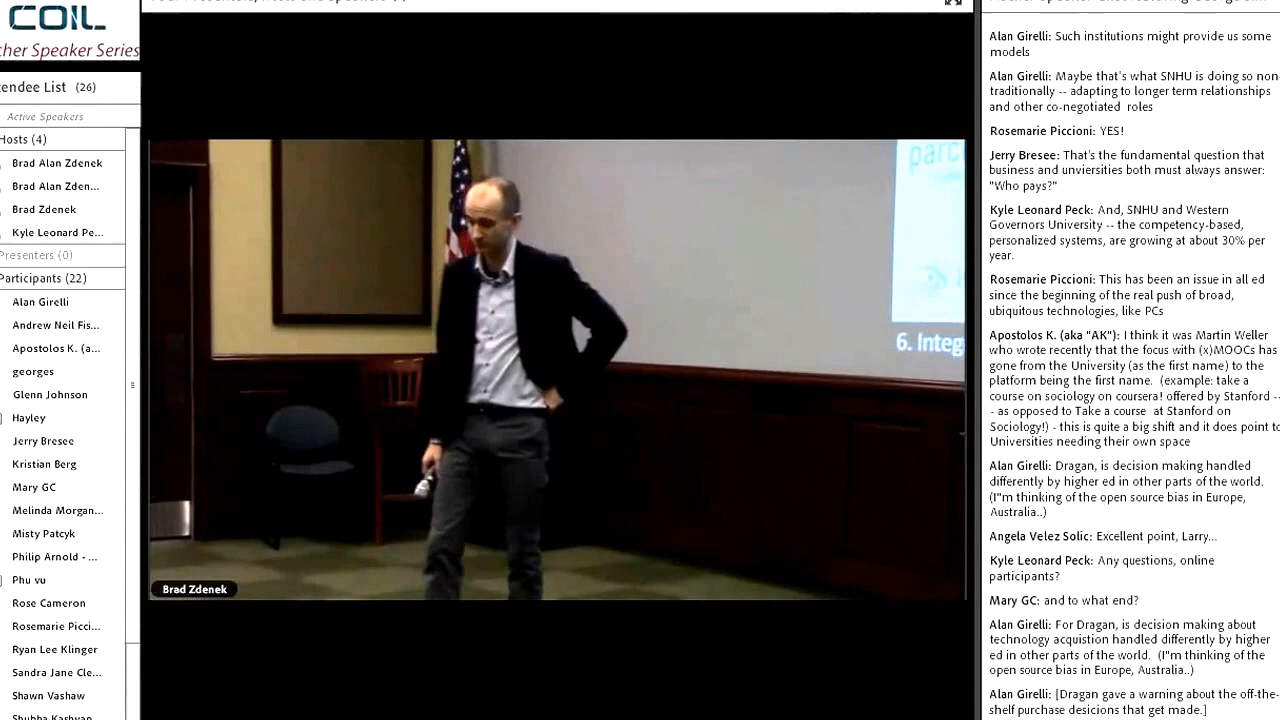 COIL
cher Speaker Series
tendee List (26)
Active Speakers
Hosts (4)
Brad Alan Zdenek
Brad Alan Zden...
Brad Zdenek
Kyle Leonard Pe...
Presenters (0)
Participants (22)
Alan Girelli
Andrew Neil Fis...
Apostolos K. (a...
georges
Glenn Johnson
Hayley
Jerry Bresee
Kristian Berg
Mary GC
Melinda Morgan...
Misty Patcyk
Philip Arnold - ...
Phu vu
Rose Cameron
Rosemarie Picci...
Ryan Lee Klinger
Sandra Jane Cle...
Shawn Vashaw
Shubha Kashyap
parc
6. Integ
Brad Zdenek
Alan Girelli: Such institutions might provide us some
models
Alan Girelli: Maybe that's what SNHU is doing so non-
traditionally -- adapting to longer term relationships
and other co-negotiated roles
Rosemarie Piccioni: YES!
Jerry Bresee: That's the fundamental question that
business and unviersities both must always answer:
"Who pays?"
Kyle Leonard Peck: And, SNHU and Western
Governors University -- the competency-based,
personalized systems, are growing at about 30% per
year.
Rosemarie Piccioni: This has been an issue in all ed
since the beginning of the real push of broad,
ubiquitous technologies, like PCs
Apostolos K. (aka "AK"): I think it was Martin Weller
who wrote recently that the focus with (x)MOOCs has
gone from the University (as the first name) to the
platform being the first name. (example: take a
course on sociology on coursera! offered by Stanford --
- as opposed to Take a course at Stanford on
Sociology!) - this is quite a big shift and it does point to
Universities needing their own space
Alan Girelli: Dragan, is decision making handled
differently by higher ed in other parts of the world.
(I"m thinking of the open source bias in Europe,
Australia..)
Angela Velez Solic: Excellent point, Larry...
Kyle Leonard Peck: Any questions, online
participants?
Mary GC: and to what end?
Alan Girelli: For Dragan, is decision making about
technology acquistion handled differently by higher
ed in other parts of the world. (I"m thinking of the
open source bias in Europe, Australia..)
Alan Girelli: [Dragan gave a warning about the off-the-
shelf purchase desicions that get made.]